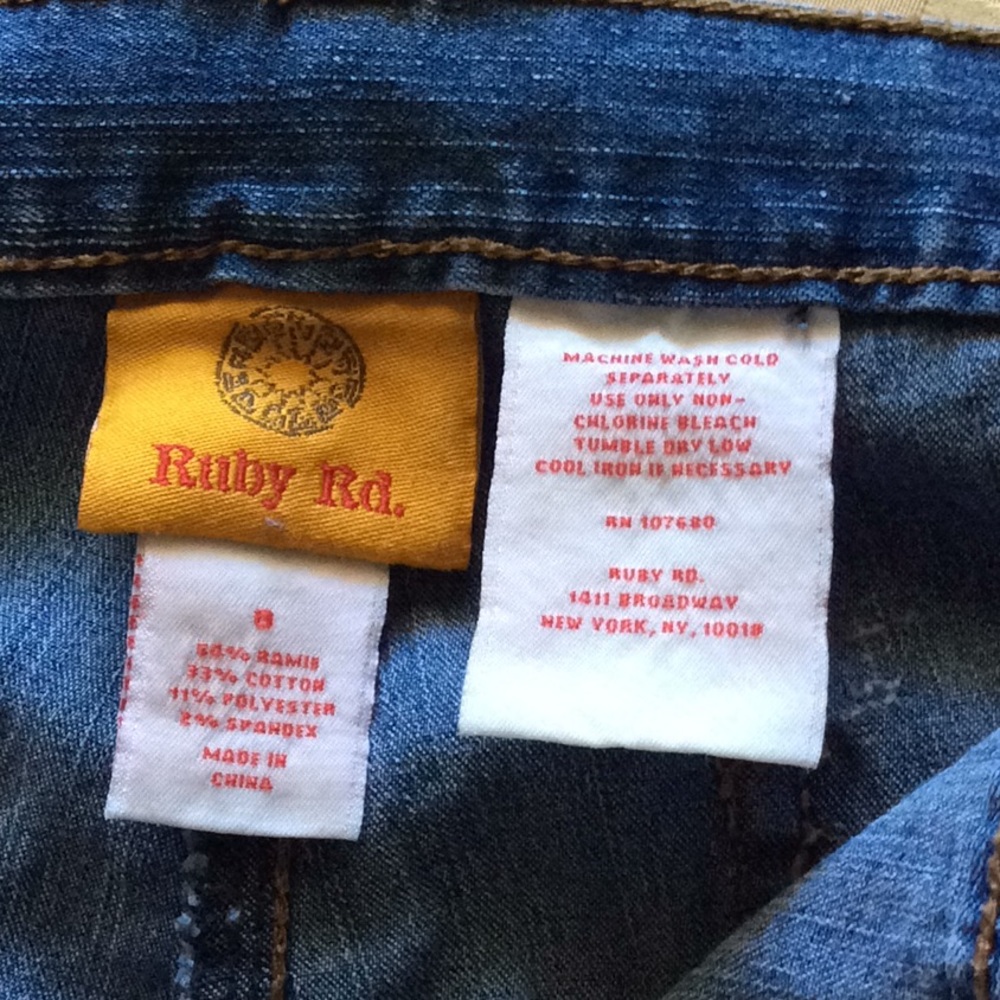 Ruby Rd.
8
54% RAMIE
33% COTTON
11% POLYESTER
2% SPANDEX
MADE IN
CHINA
MACHINE WASH COLD
SEPARATELY
USE ONLY NON-
CHLORINE BLEACH
TUMBLE DRY LOW
COOL IRON IF NECESSARY
RN 107680
RUBY RD.
1411 BROADWAY
NEW YORK, NY, 10018